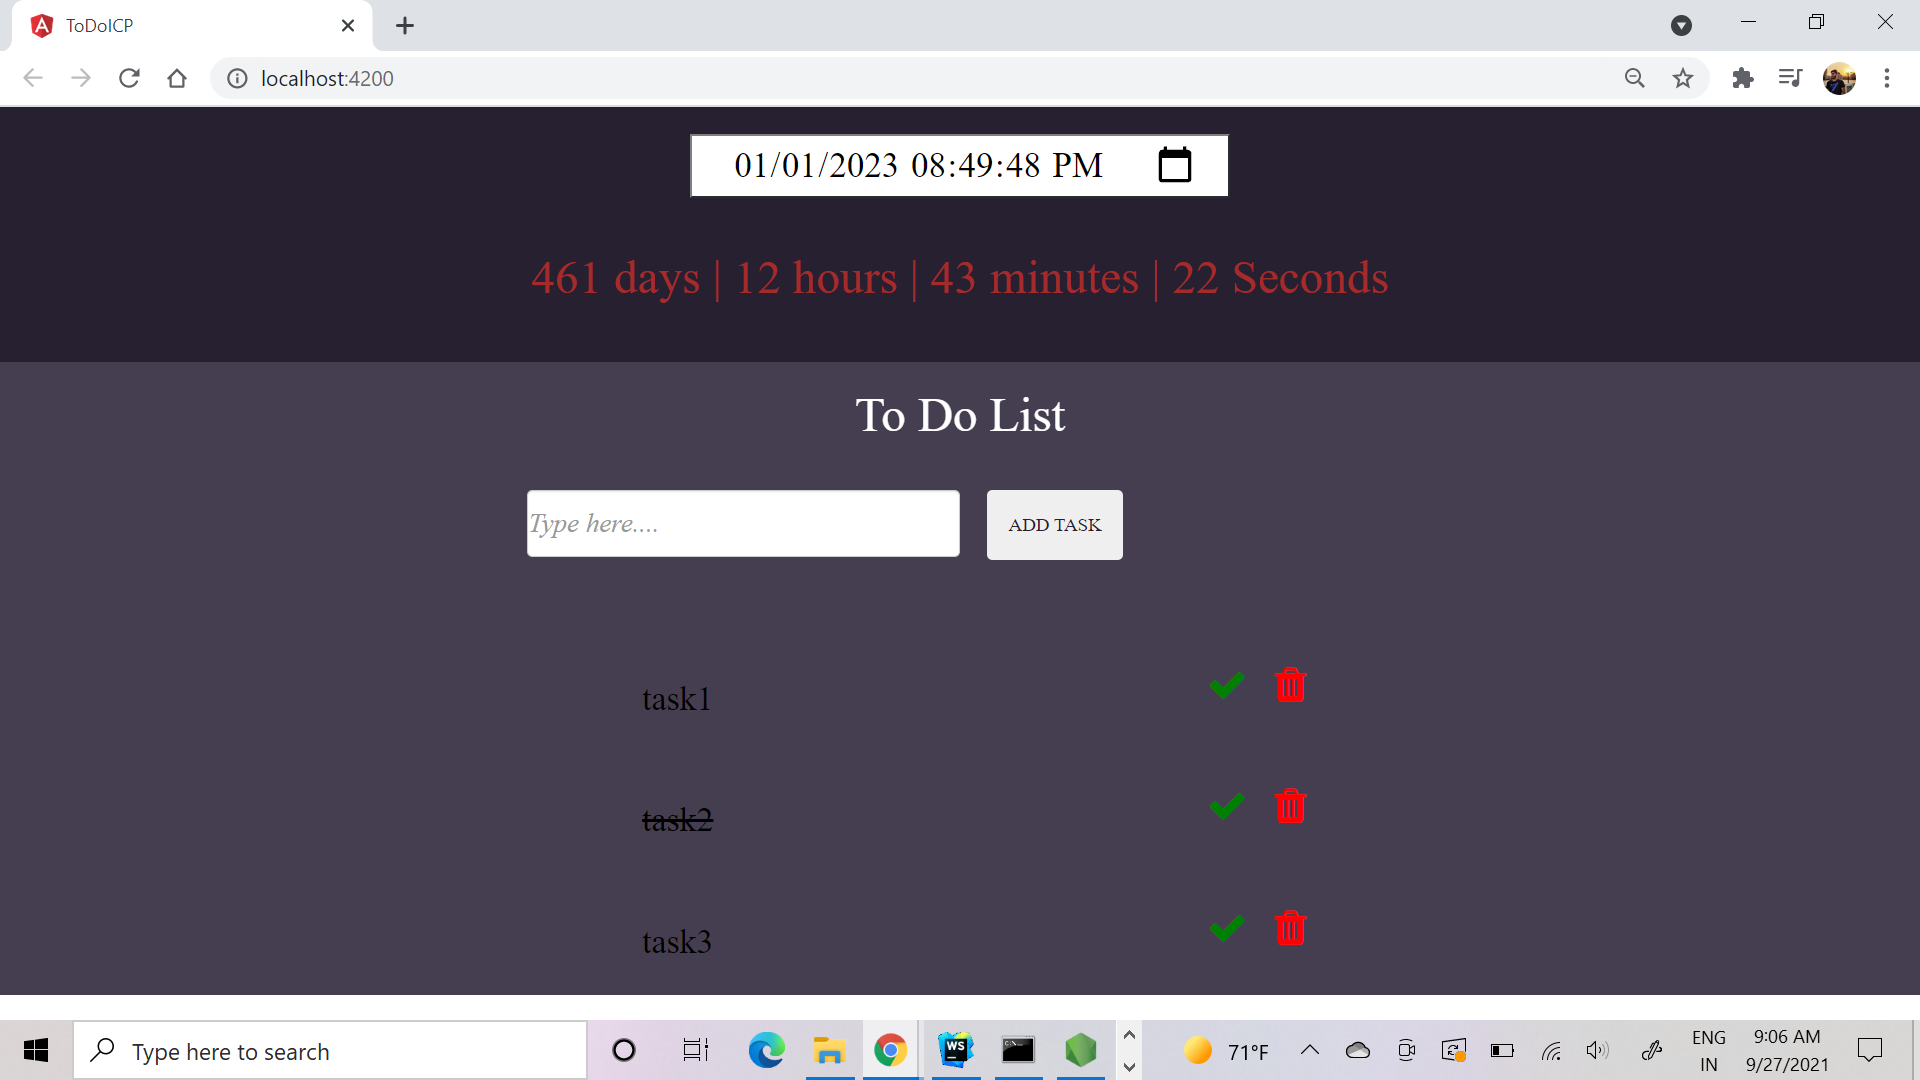 ToDoICP
localhost:4200
01/01/2023 08:49:48 PM
461 days | 12 hours | 43 minutes | 22 Seconds
To Do List
Type here....
ADD TASK
task1
task2
task3
Type here to search
WS
C:\_
71°F
ENG
IN
9:06 AM
9/27/2021